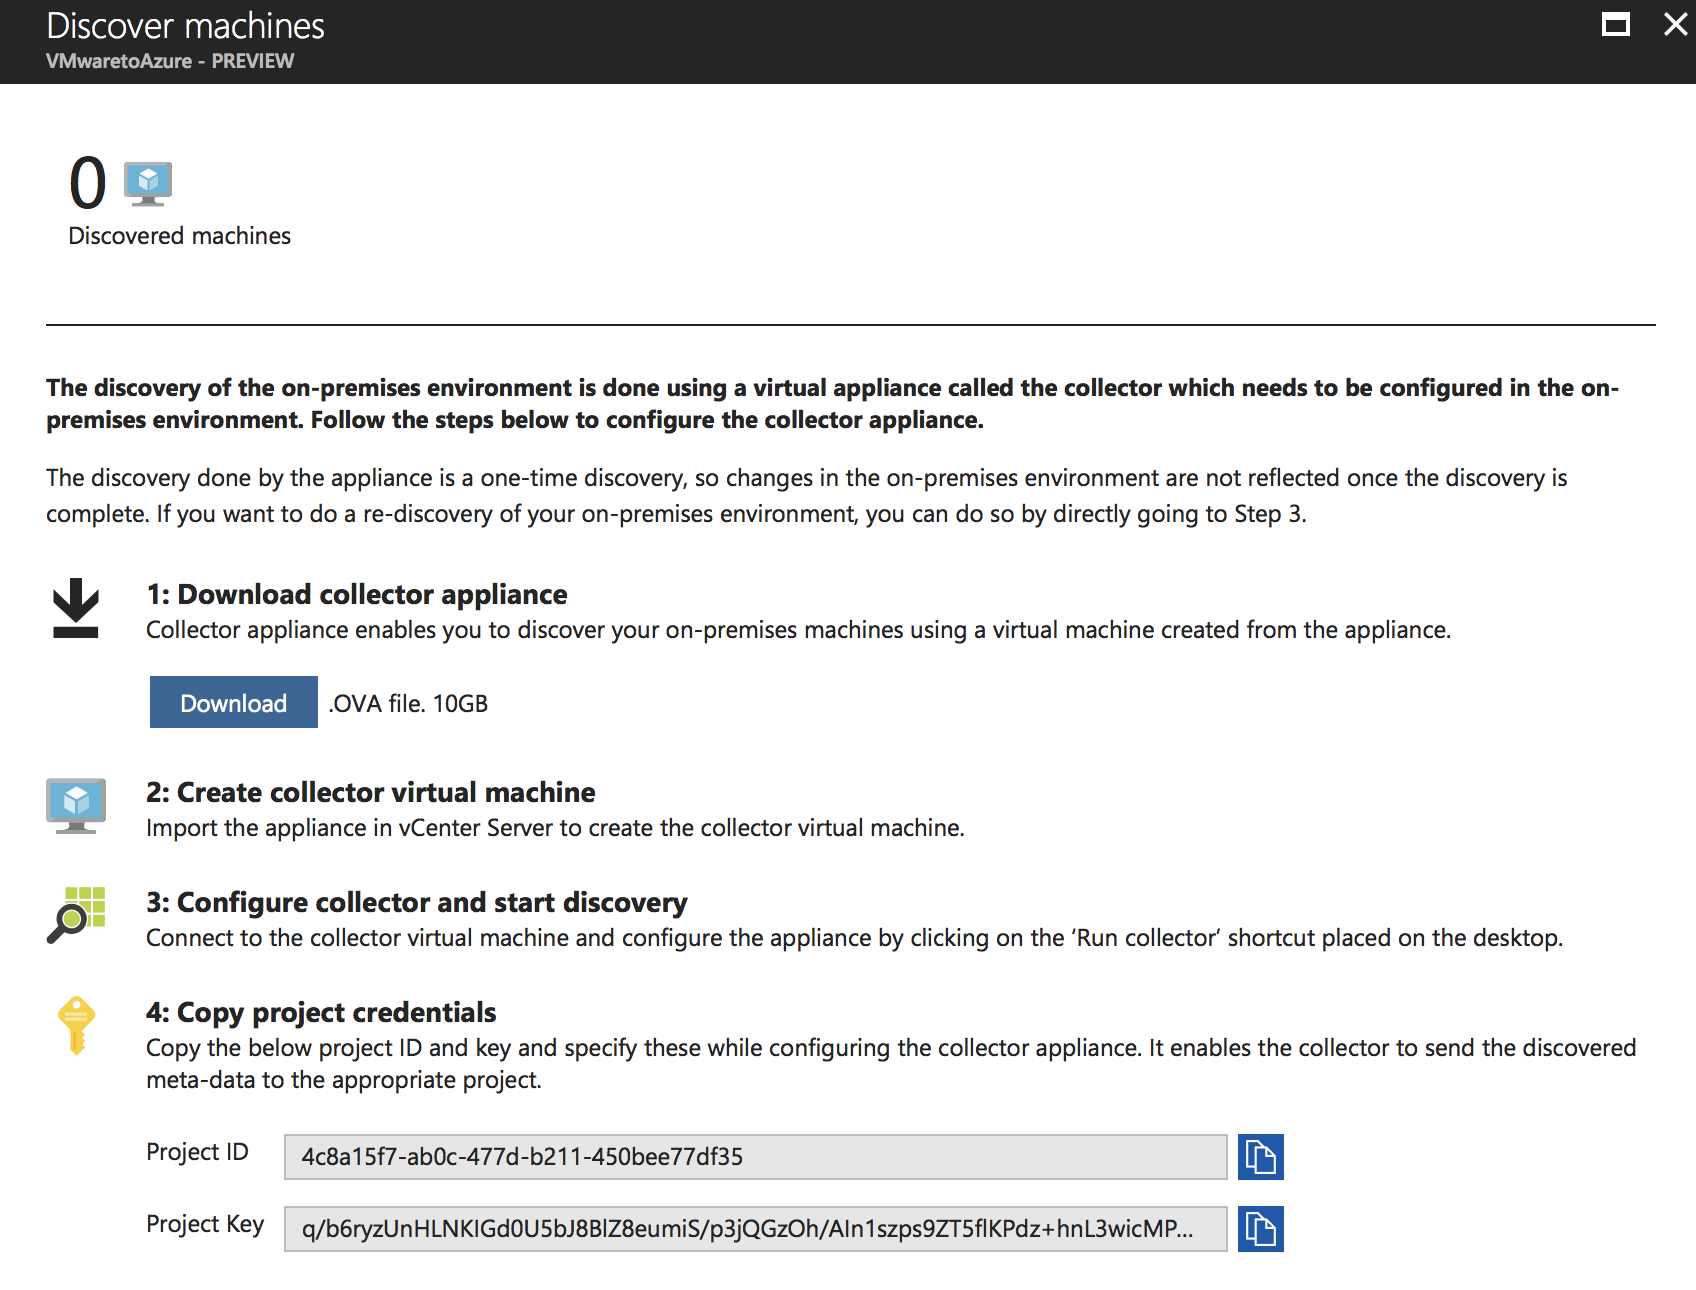 Discover machines
VMwaretoAzure - PREVIEW
0
Discovered machines
The discovery of the on-premises environment is done using a virtual appliance called the collector which needs to be configured in the on-
premises environment. Follow the steps below to configure the collector appliance.
The discovery done by the appliance is a one-time discovery, so changes in the on-premises environment are not reflected once the discovery is
complete. If you want to do a re-discovery of your on-premises environment, you can do so by directly going to Step 3.
1: Download collector appliance
Collector appliance enables you to discover your on-premises machines using a virtual machine created from the appliance.
Download .OVA file. 10GB
2: Create collector virtual machine
Import the appliance in vCenter Server to create the collector virtual machine.
3: Configure collector and start discovery
Connect to the collector virtual machine and configure the appliance by clicking on the ‘Run collector’ shortcut placed on the desktop.
4: Copy project credentials
Copy the below project ID and key and specify these while configuring the collector appliance. It enables the collector to send the discovered
meta-data to the appropriate project.
Project ID 4c8a15f7-ab0c-477d-b211-450bee77df35
Project Key q/b6ryzUnHLNKIGd0U5bJ8BlZ8eumiS/p3jQGzOh/AIn1szps9ZT5flKPdz+hnL3wicMP...